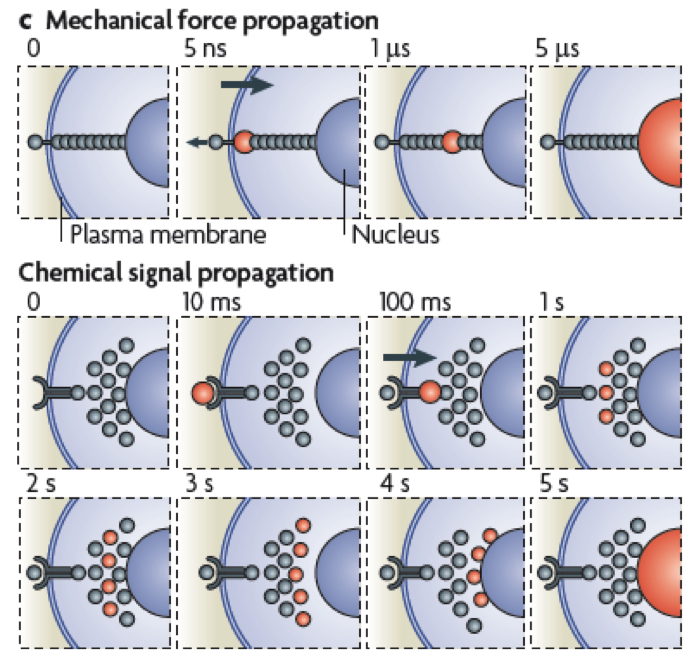 c Mechanical force propagation
0 5 ns 1 μs 5 μs
Plasma membrane Nucleus
Chemical signal propagation
0 10 ms 100 ms 1 s
2 s 3 s 4 s 5 s